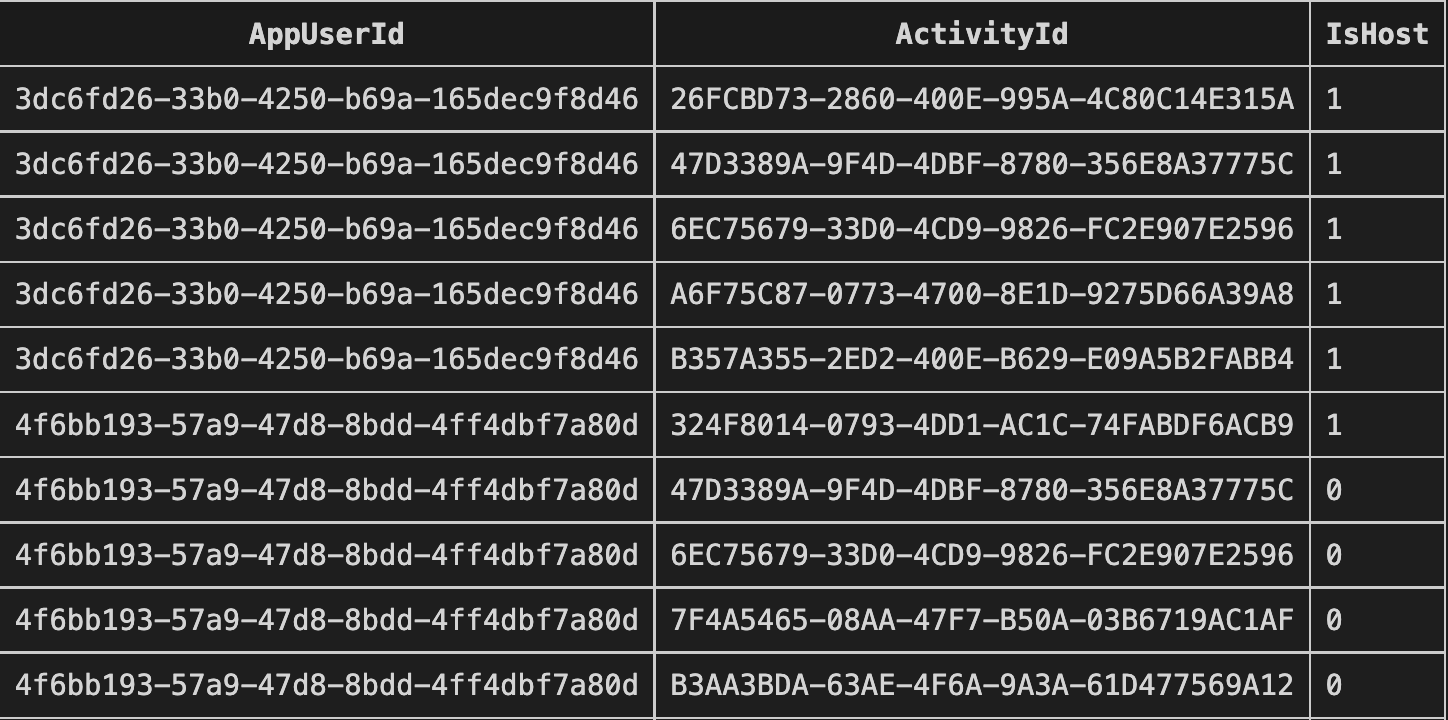 AppUserId ActivityId IsHost
3dc6fd26-33b0-4250-b69a-165dec9f8d46 26FCBD73-2860-400E-995A-4C80C14E315A 1
3dc6fd26-33b0-4250-b69a-165dec9f8d46 47D3389A-9F4D-4DBF-8780-356E8A37775C 1
3dc6fd26-33b0-4250-b69a-165dec9f8d46 6EC75679-33D0-4CD9-9826-FC2E907E2596 1
3dc6fd26-33b0-4250-b69a-165dec9f8d46 A6F75C87-0773-4700-8E1D-9275D66A39A8 1
3dc6fd26-33b0-4250-b69a-165dec9f8d46 B357A355-2ED2-400E-B629-E09A5B2FABB4 1
4f6bb193-57a9-47d8-8bdd-4ff4dbf7a80d 324F8014-0793-4DD1-AC1C-74FABDF6ACB9 1
4f6bb193-57a9-47d8-8bdd-4ff4dbf7a80d 47D3389A-9F4D-4DBF-8780-356E8A37775C 0
4f6bb193-57a9-47d8-8bdd-4ff4dbf7a80d 6EC75679-33D0-4CD9-9826-FC2E907E2596 0
4f6bb193-57a9-47d8-8bdd-4ff4dbf7a80d 7F4A5465-08AA-47F7-B50A-03B6719AC1AF 0
4f6bb193-57a9-47d8-8bdd-4ff4dbf7a80d B3AA3BDA-63AE-4F6A-9A3A-61D477569A12 0